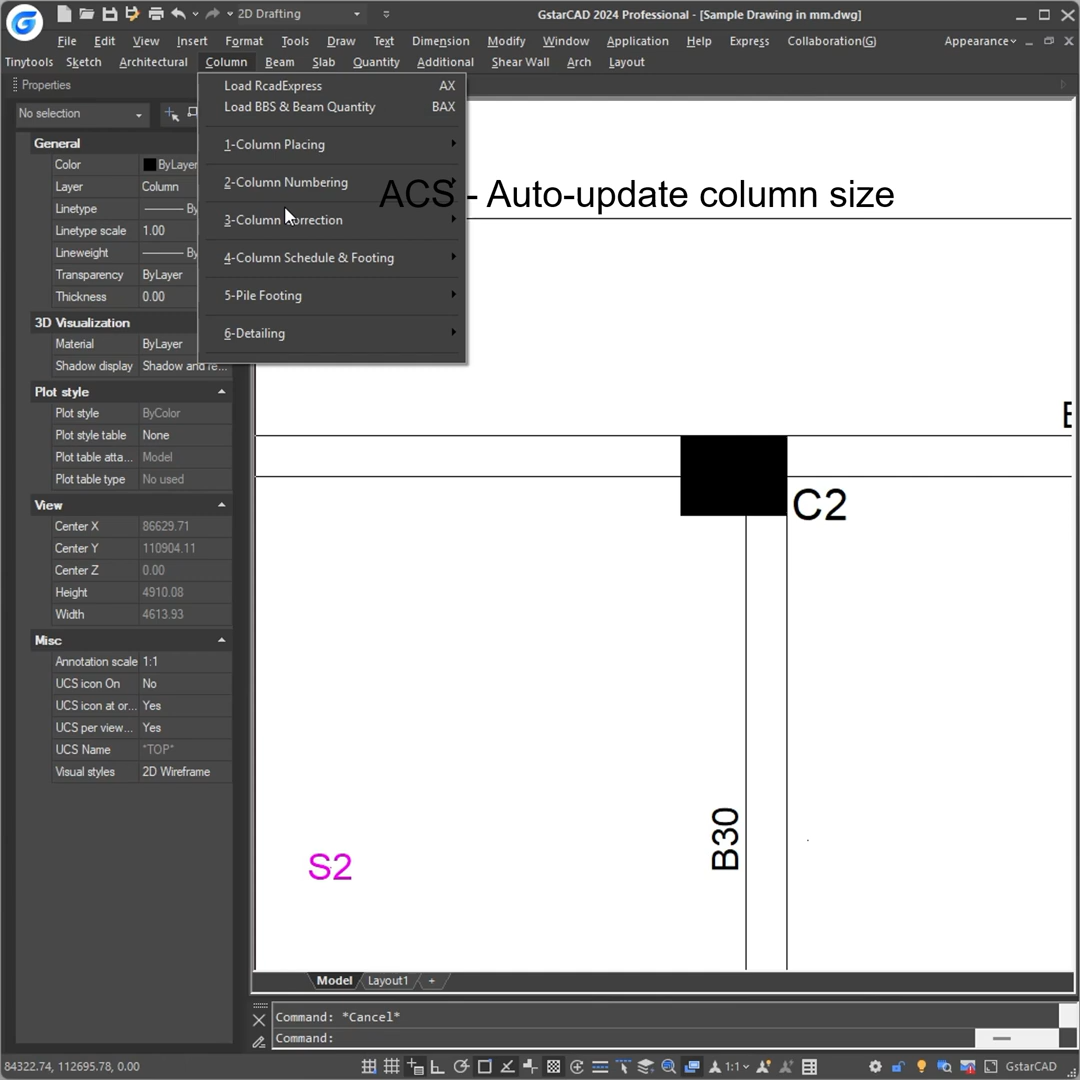 2D Drafting
GstarCAD 2024 Professional - [Sample Drawing in mm.dwg]
File Edit View Insert Format Tools Draw Text Dimension Modify Window Application Help Express Collaboration(G) Appearance
Tinytools Sketch Architectural Column Beam Slab Quantity Additional Shear Wall Arch Layout
Properties
No selection
General
Color ByLayer
Layer Column
Linetype
Linetype scale 1.00
Lineweight
Transparency ByLayer
Thickness 0.00
3D Visualization
Material ByLayer
Shadow display Shadow and re...
Plot style
Plot style ByColor
Plot style table None
Plot table atta... Model
Plot table type No used
View
Center X 86629.71
Center Y 110904.11
Center Z 0.00
Height 4910.08
Width 4613.93
Misc
Annotation scale 1:1
UCS icon On No
UCS icon at or... Yes
UCS per view... Yes
UCS Name *TOP*
Visual styles 2D Wireframe
Load RcadExpress AX
Load BBS & Beam Quantity BAX
1-Column Placing
2-Column Numbering
3-Column Correction
4-Column Schedule & Footing
5-Pile Footing
6-Detailing
ACS - Auto-update column size
C2
B30
S2
Model Layout1 +
Command: *Cancel*
Command:
84322.74, 112695.78, 0.00
1:1
GstarCAD